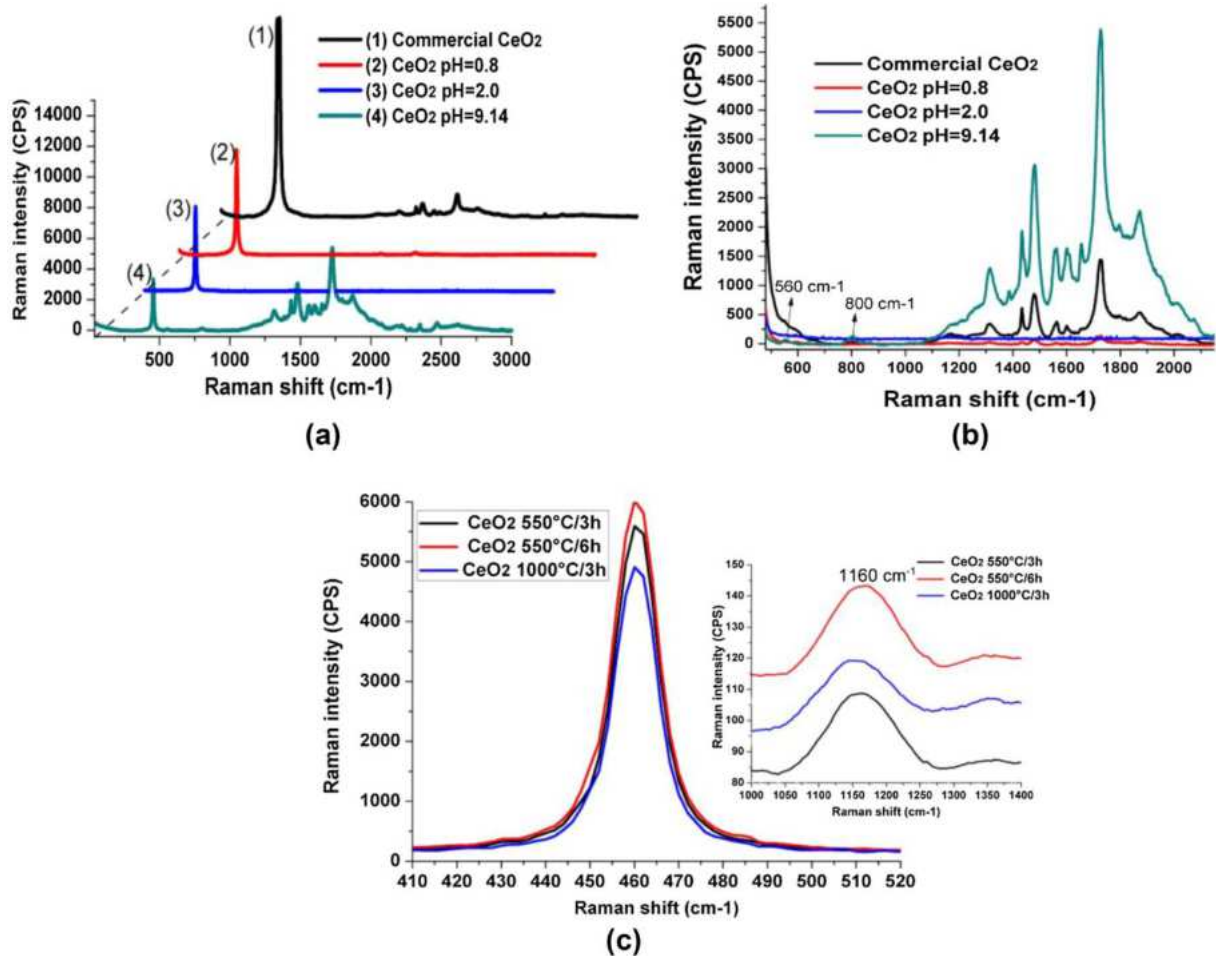 (1) Commercial CeO2
(2) CeO2 pH=0.8
(3) CeO2 pH=2.0
(4) CeO2 pH=9.14
(1)
(2)
(3)
(4)
Raman intensity (CPS)
14000
12000
10000
8000
6000
4000
2000
0
500 1000 1500 2000 2500 3000
Raman shift (cm-1)
(a)
Commercial CeO2
CeO2 pH=0.8
CeO2 pH=2.0
CeO2 pH=9.14
Raman intensity (CPS)
5500
5000
4500
4000
3500
3000
2500
2000
1500
1000
500
0
560 cm-1
800 cm-1
600 800 1000 1200 1400 1600 1800 2000
Raman shift (cm-1)
(b)
CeO2 550°C/3h
CeO2 550°C/6h
CeO2 1000°C/3h
Raman intensity (CPS)
6000
5000
4000
3000
2000
1000
0
410 420 430 440 450 460 470 480 490 500 510 520
Raman shift (cm-1)
1160 cm-1
CeO2 550°C/3h
CeO2 550°C/6h
CeO2 1000°C/3h
Raman intensity (CPS)
150
140
130
120
110
100
90
80
1000 1050 1100 1150 1200 1250 1300 1350 1400
Raman shift (cm-1)
(c)